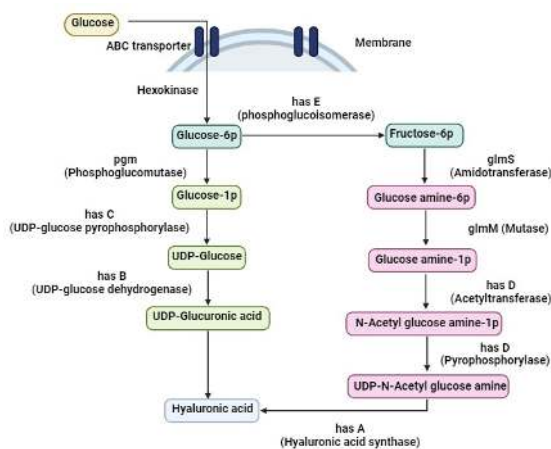 Glucose
ABC transporter
Membrane
Hexokinase
has E
(phosphoglucoisomerase)
Glucose-6p
Fructose-6p
pgm
(Phosphoglucomutase)
glmS
(Amidotransferase)
Glucose-1p
Glucose amine-6p
has C
(UDP-glucose pyrophosphorylase)
glmM (Mutase)
UDP-Glucose
Glucose amine-1p
has B
(UDP-glucose dehydrogenase)
has D
(Acetyltransferase)
UDP-Glucuronic acid
N-Acetyl glucose amine-1p
has D
(Pyrophosphorylase)
UDP-N-Acetyl glucose amine
Hyaluronic acid
has A
(Hyaluronic acid synthase)